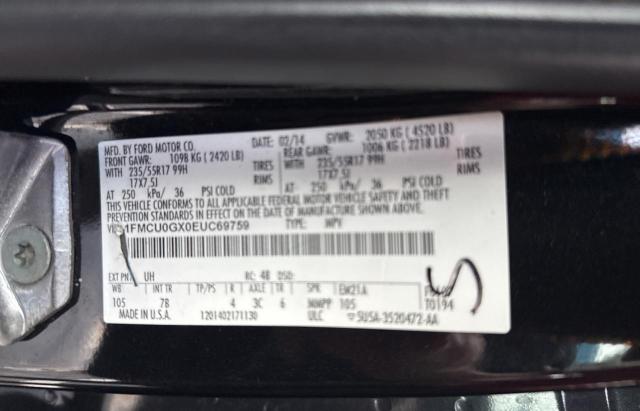 MFD. BY FORD MOTOR CO. DATE: 02/14 GVWR: 2050 KG (4520 LB)
FRONT GAWR: 1098 KG (2420 LB) REAR GAWR: 1006 KG (2218 LB)
WITH 235/55R17 99H TIRES WITH 235/55R17 99H TIRES
17X7.5J RIMS 17X7.5J RIMS
AT 250 kPa/ 36 PSI COLD AT 250 kPa/ 36 PSI COLD
THIS VEHICLE CONFORMS TO ALL APPLICABLE FEDERAL MOTOR VEHICLE SAFETY AND THEFT
PREVENTION STANDARDS IN EFFECT ON THE DATE OF MANUFACTURE SHOWN ABOVE.
1FMCU0GX0EUC69759 TYPE: MPV
EXT PNT: UH RC: 48 DSO:
WB INT TR TP/PS R AXLE TR SPR EM21A
105 7B 4 3C 6 MMPP 105 T0194
MADE IN U.S.A. 1201402171130 ULC 5U5A-3520472-AA